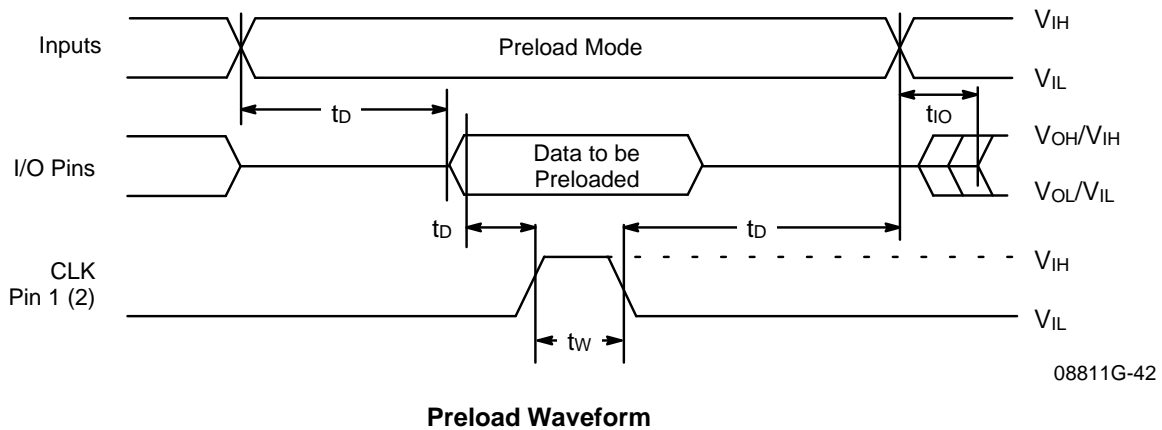 Inputs
Preload Mode
VIH
VIL
tD
tIO
I/O Pins
Data to be
Preloaded
VOH/VIH
VOL/VIL
tD
tD
CLK
Pin 1 (2)
VIH
VIL
tW
08811G-42
Preload Waveform